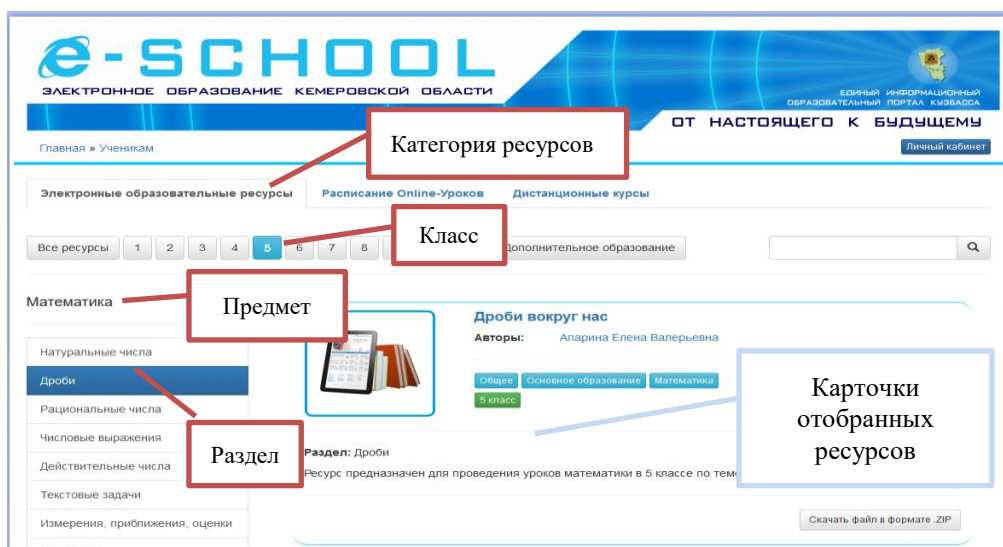 e-SCHOOL
ЭЛЕКТРОННОЕ ОБРАЗОВАНИЕ КЕМЕРОВСКОЙ ОБЛАСТИ
ЕДИНЫЙ ИНФОРМАЦИОННЫЙ
ОБРАЗОВАТЕЛЬНЫЙ ПОРТАЛ КУЗБАССА
ОТ НАСТОЯЩЕГО К БУДУЩЕМУ
Главная » Ученикам
Категория ресурсов
Личный кабинет
Электронные образовательные ресурсы Расписание Online-Уроков Дистанционные курсы
Класс
Все ресурсы 1 2 3 4 5 6 7 8 Дополнительное образование
Математика
Предмет
Дроби вокруг нас
Авторы: Апарина Елена Валерьевна
Натуральные числа
Дроби
Общее Основное образование Математика
5 класс
Карточки
отобранных
ресурсов
Рациональные числа
Числовые выражения
Раздел
Раздел: Дроби
Действительные числа
Ресурс предназначен для проведения уроков математики в 5 классе по
Текстовые задачи
Измерения, приближения, оценки
Скачать файл в формате .ZIP